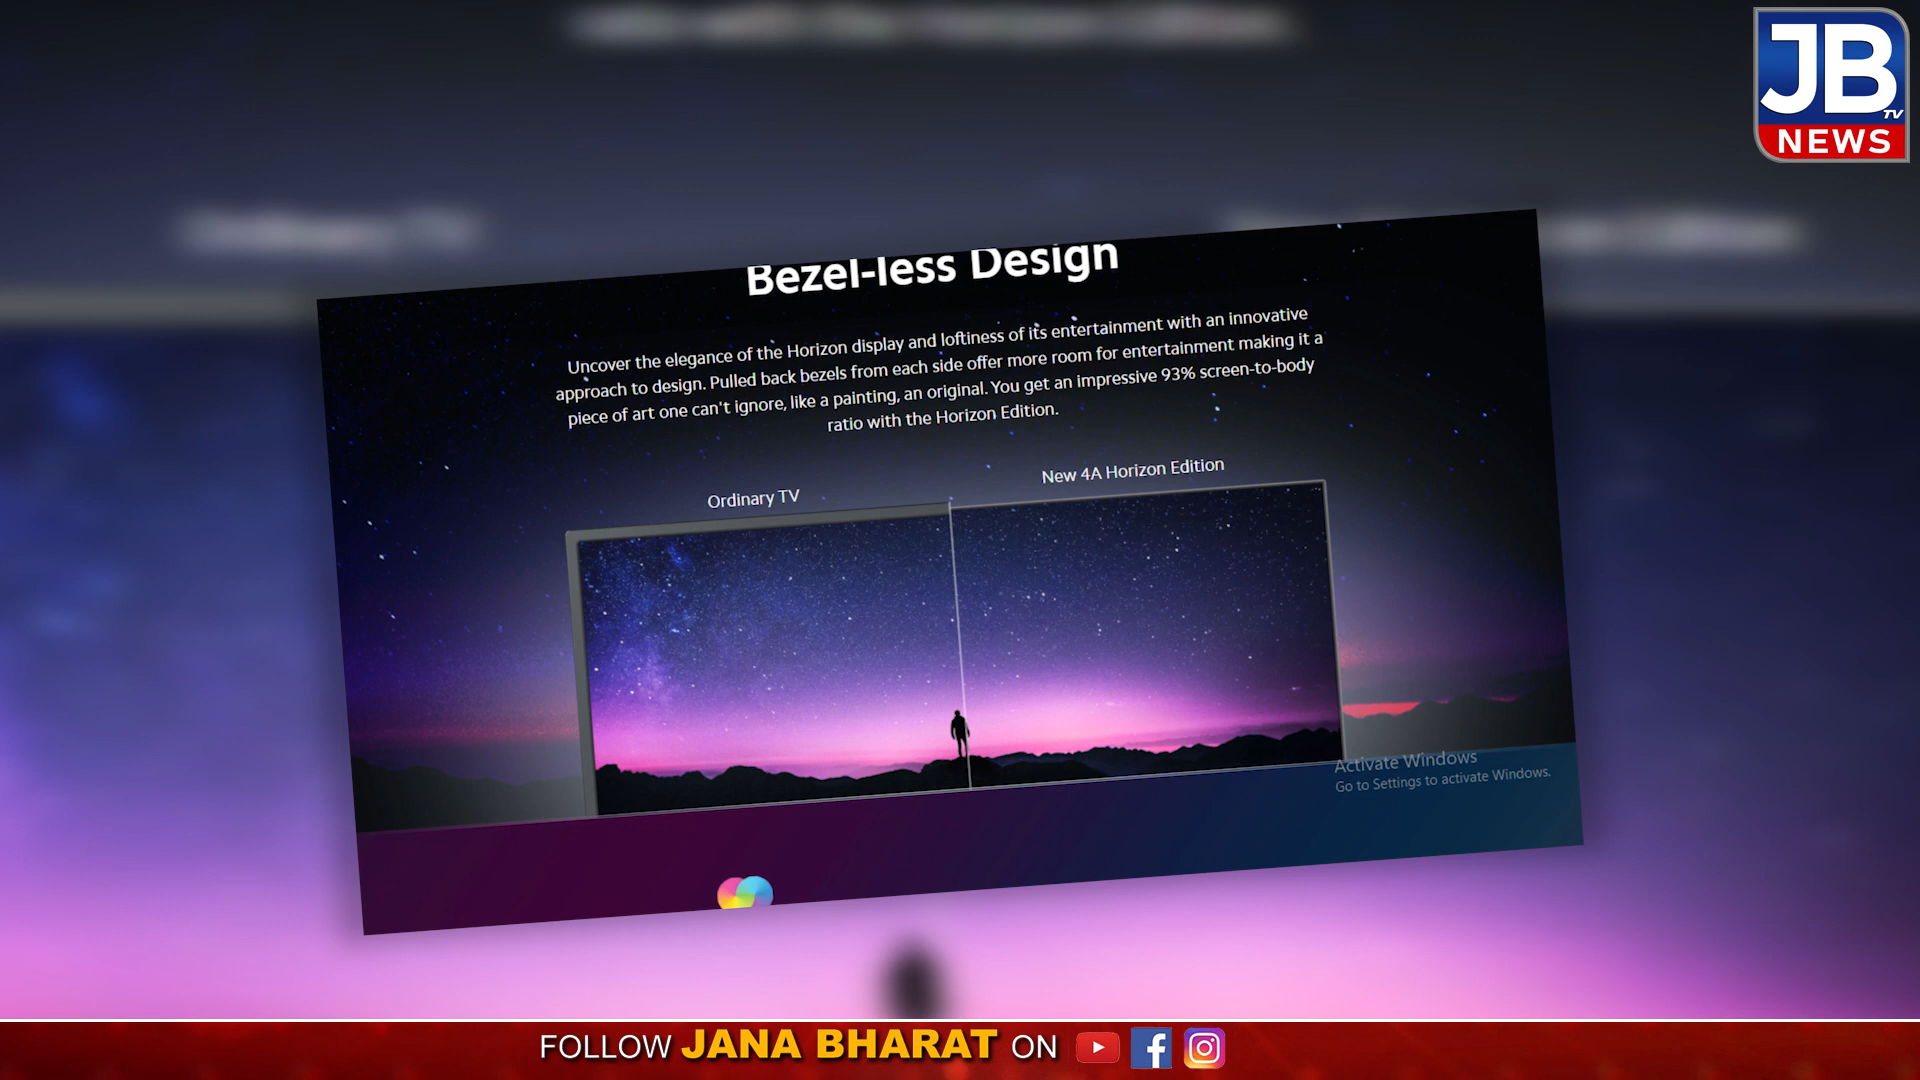 JB
TV
NEWS
Bezel-less Design
Uncover the elegance of the Horizon display and loftiness of its entertainment with an innovative
approach to design. Pulled back bezels from each side offer more room for entertainment making it a
piece of art one can't ignore, like a painting, an original. You get an impressive 93% screen-to-body
ratio with the Horizon Edition.
Ordinary TV
New 4A Horizon Edition
Activate Windows
Go to Settings to activate Windows.
FOLLOW JANA BHARAT ON